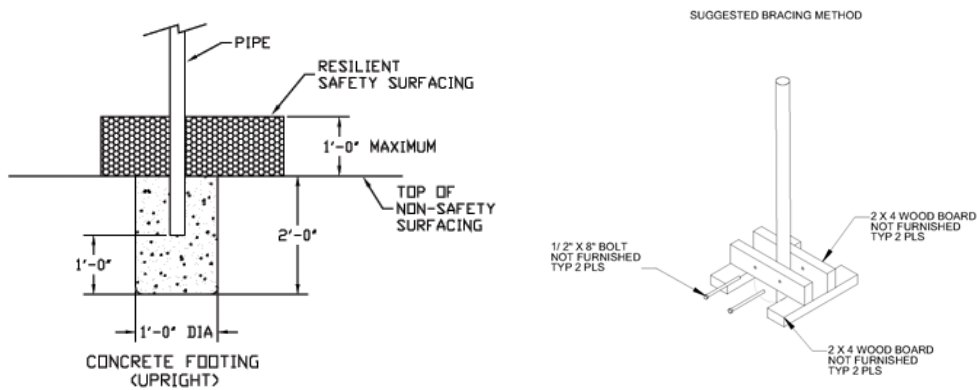 PIPE
RESILIENT
SAFETY SURFACING
1'-0" MAXIMUM
TOP OF
NON-SAFETY
SURFACING
2'-0"
1'-0"
1'-0" DIA
CONCRETE FOOTING
(UPRIGHT)
SUGGESTED BRACING METHOD
2 X 4 WOOD BOARD
NOT FURNISHED
TYP 2 PLS
1/ 2" X 8" BOLT
NOT FURNISHED
TYP 2 PLS
2 X 4 WOOD BOARD
NOT FURNISHED
TYP 2 PLS